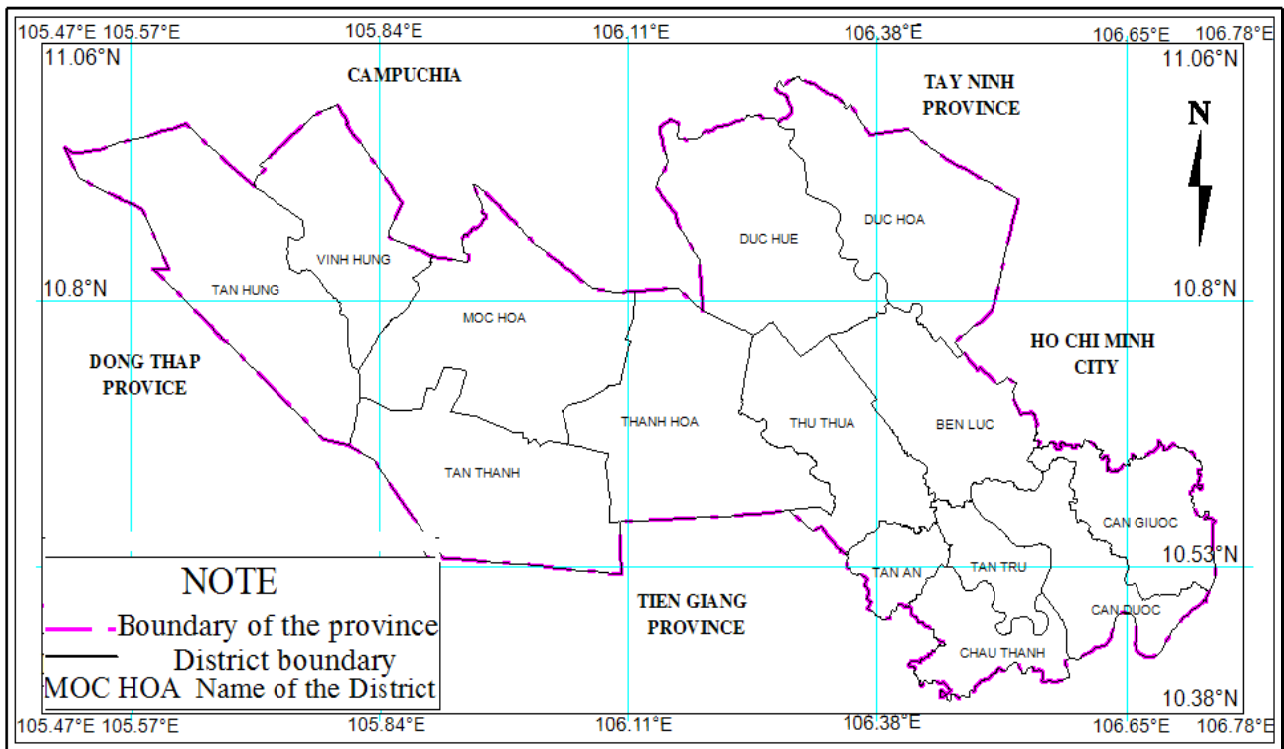 105.47°E 105.57°E 105.84°E 106.11°E 106.38°E 106.65°E 106.78°E
11.06°N 11.06°N
CAMPUCHIA
TAY NINH
PROVINCE
N
DUC HOA
DUC HUE
VINH HUNG
TAN HUNG
10.8°N 10.8°N
MOC HOA
HO CHI MINH
CITY
DONG THAP
PROVICE
THANH HOA
THU THUA
BEN LUC
TAN THANH
CAN GIUOC
10.53°N
TAN AN
TAN TRU
TIEN GIANG
PROVINCE
CAN DUOC
CHAU THANH
NOTE
Boundary of the province
District boundary
MOC HOA Name of the District
10.38°N
105.47°E 105.57°E 105.84°E 106.11°E 106.38°E 106.65°E 106.78°E